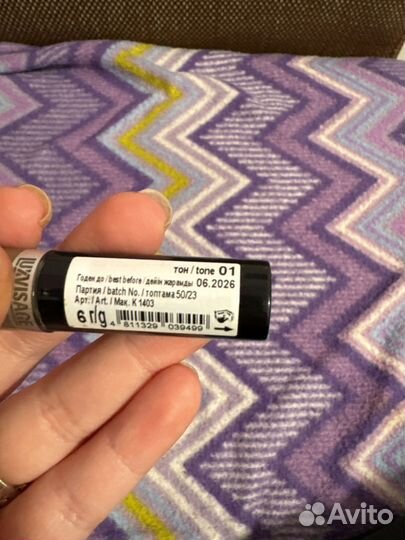 LUXVISAGE
тон / tone 01
Годен до / best before / дейін жарамды 06.2026
Партия / batch No. / топтама 50/23
Арт. / Art. / Мак. K 1403
6 г/g
4 811329 039499
Avito